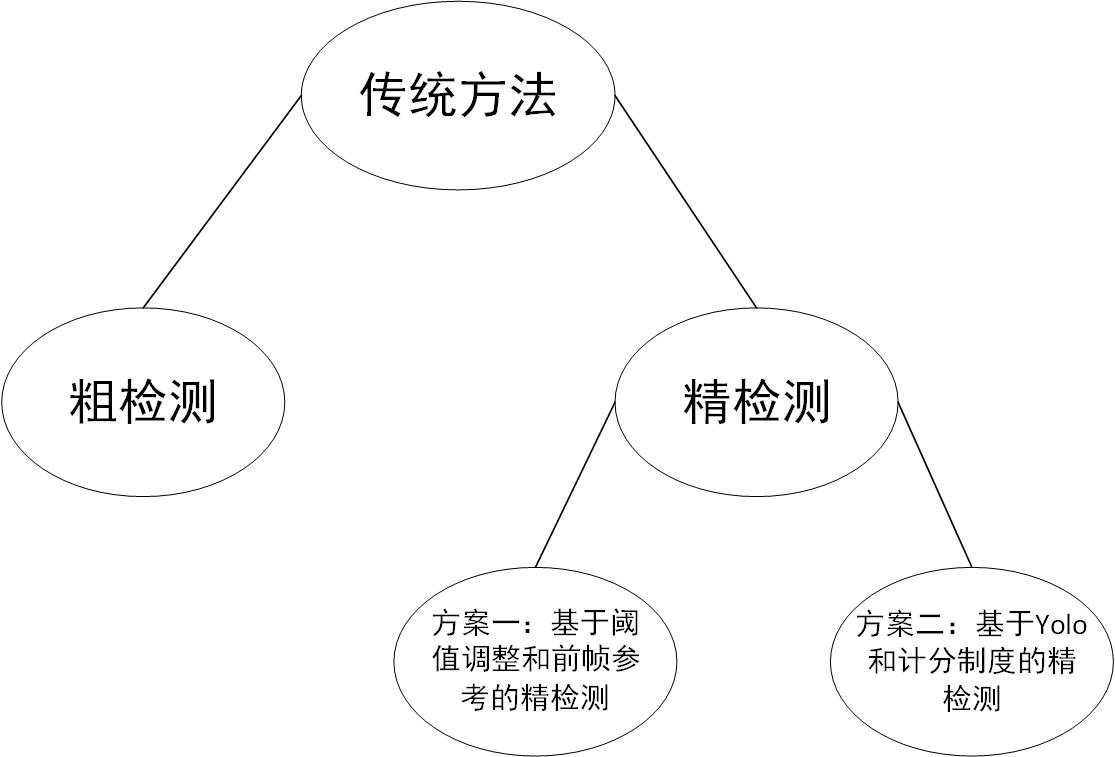 传统方法
粗检测
精检测
方案一：基于阈
值调整和前帧参
考的精检测
方案二：基于Yolo
和计分制度的精
检测